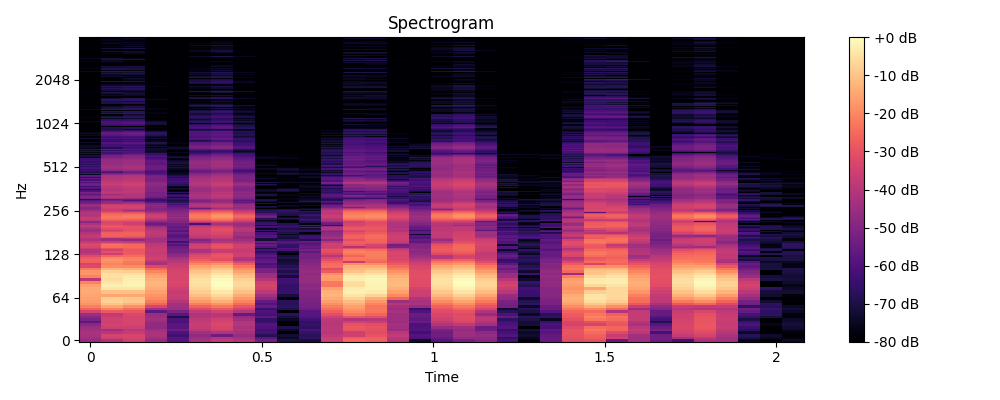 Spectrogram
Hz
2048
1024
512
256
128
64
0
0
0.5
1
1.5
2
Time
+0 dB
-10 dB
-20 dB
-30 dB
-40 dB
-50 dB
-60 dB
-70 dB
-80 dB